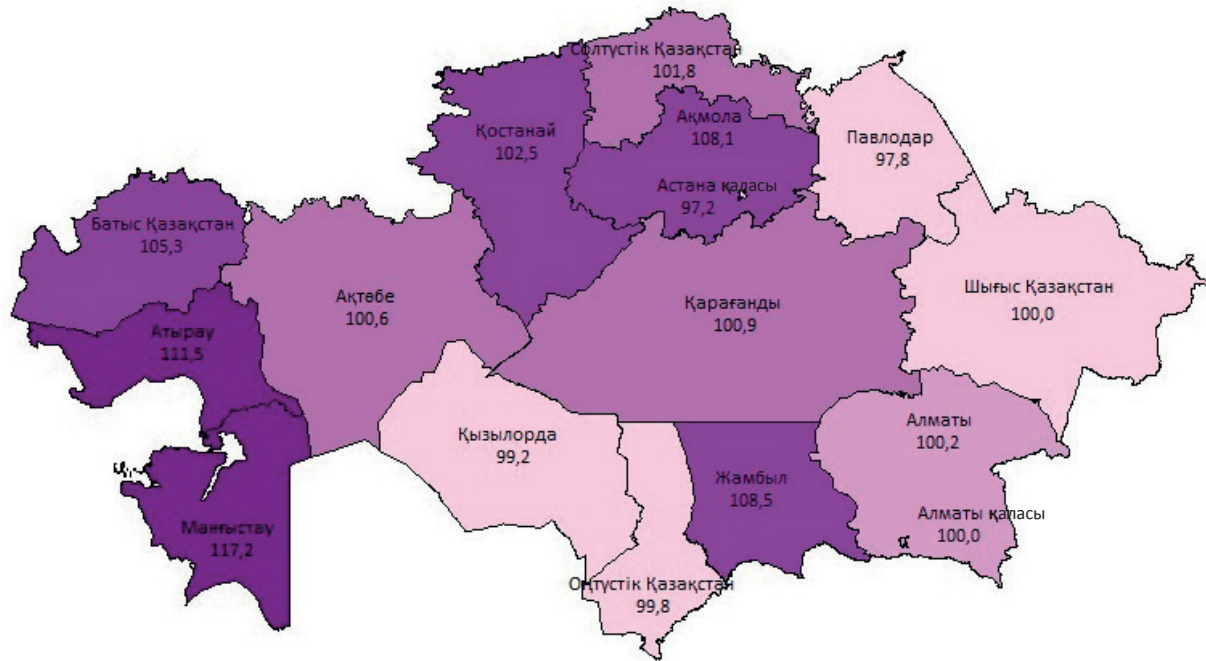 Солтүстік Қазақстан
101,8
Қостанай
102,5
Ақмола
108,1
Павлодар
97,8
Астана қаласы
97,2
Батыс Қазақстан
105,3
Ақтөбе
100,6
Қарағанды
100,9
Шығыс Қазақстан
100,0
Атырау
111,5
Қызылорда
99,2
Алматы
100,2
Жамбыл
108,5
Алматы қаласы
100,0
Маңғыстау
117,2
Оңтүстік Қазақстан
99,8